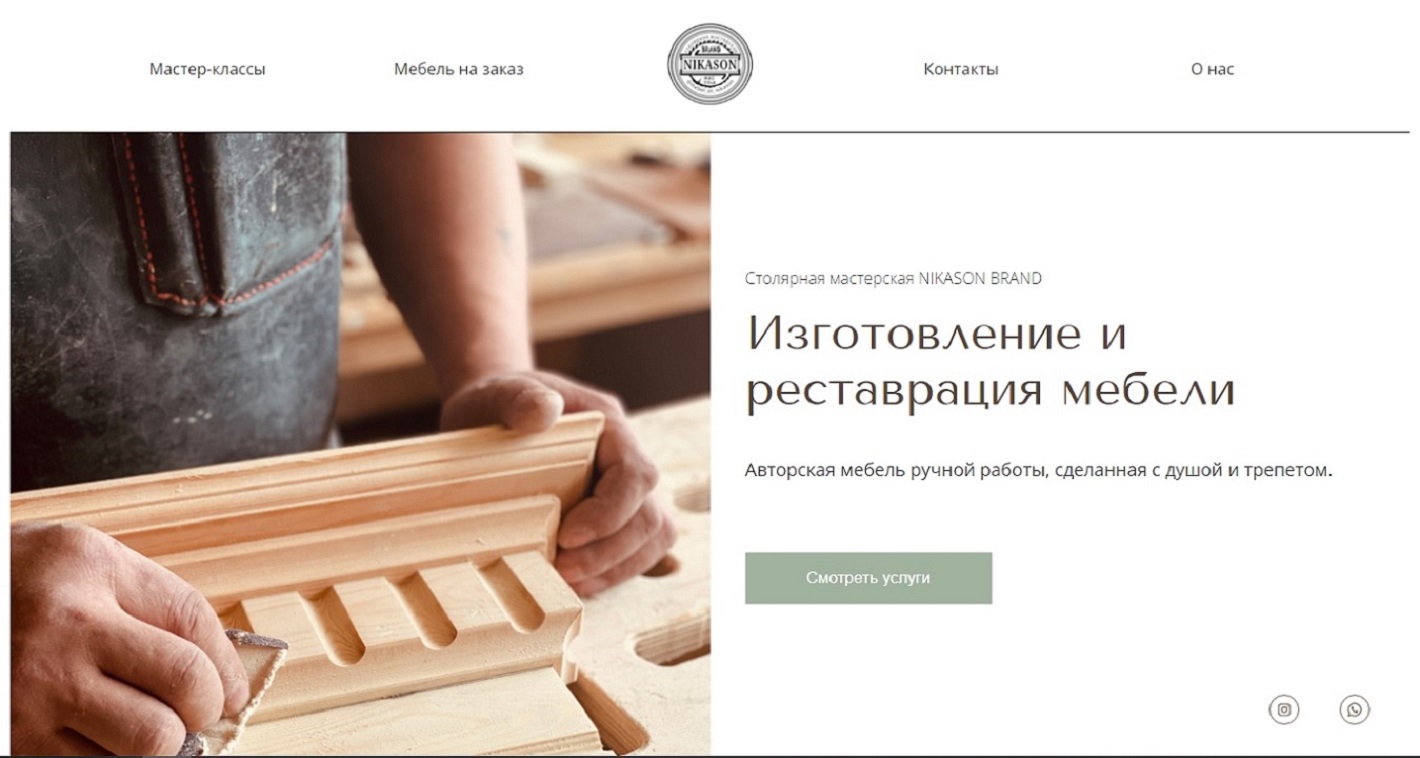 Мастер-классы
Мебель на заказ
BRAND
NIKASON
Контакты
О нас
Столярная мастерская NIKASON BRAND
Изготовление и
реставрация мебели
Авторская мебель ручной работы, сделанная с душой и трепетом.
Смотреть услуги